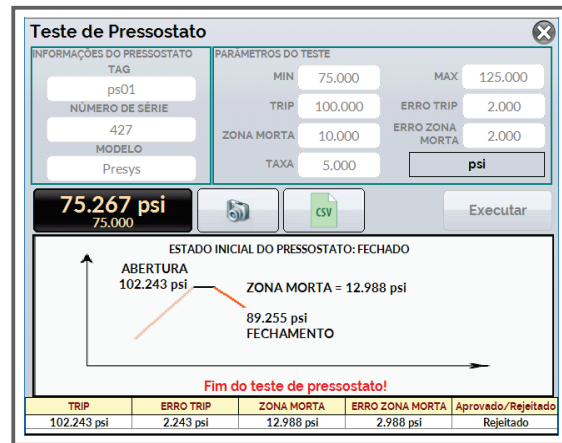 Teste de Pressostato
INFORMAÇÕES DO PRESSOSTATO
TAG
ps01
NÚMERO DE SÉRIE
427
MODELO
Presys
PARÂMETROS DO TESTE
MIN 75.000 MAX 125.000
TRIP 100.000 ERRO TRIP 2.000
ZONA MORTA 10.000 ERRO ZONA MORTA 2.000
TAXA 5.000 psi
75.267 psi
75.000
CSV
Executar
ESTADO INICIAL DO PRESSOSTATO: FECHADO
ABERTURA
102.243 psi
ZONA MORTA = 12.988 psi
89.255 psi
FECHAMENTO
Fim do teste de pressostato!
TRIP ERRO TRIP ZONA MORTA ERRO ZONA MORTA Aprovado/Rejeitado
102.243 psi 2.243 psi 12.988 psi 2.988 psi Rejeitado